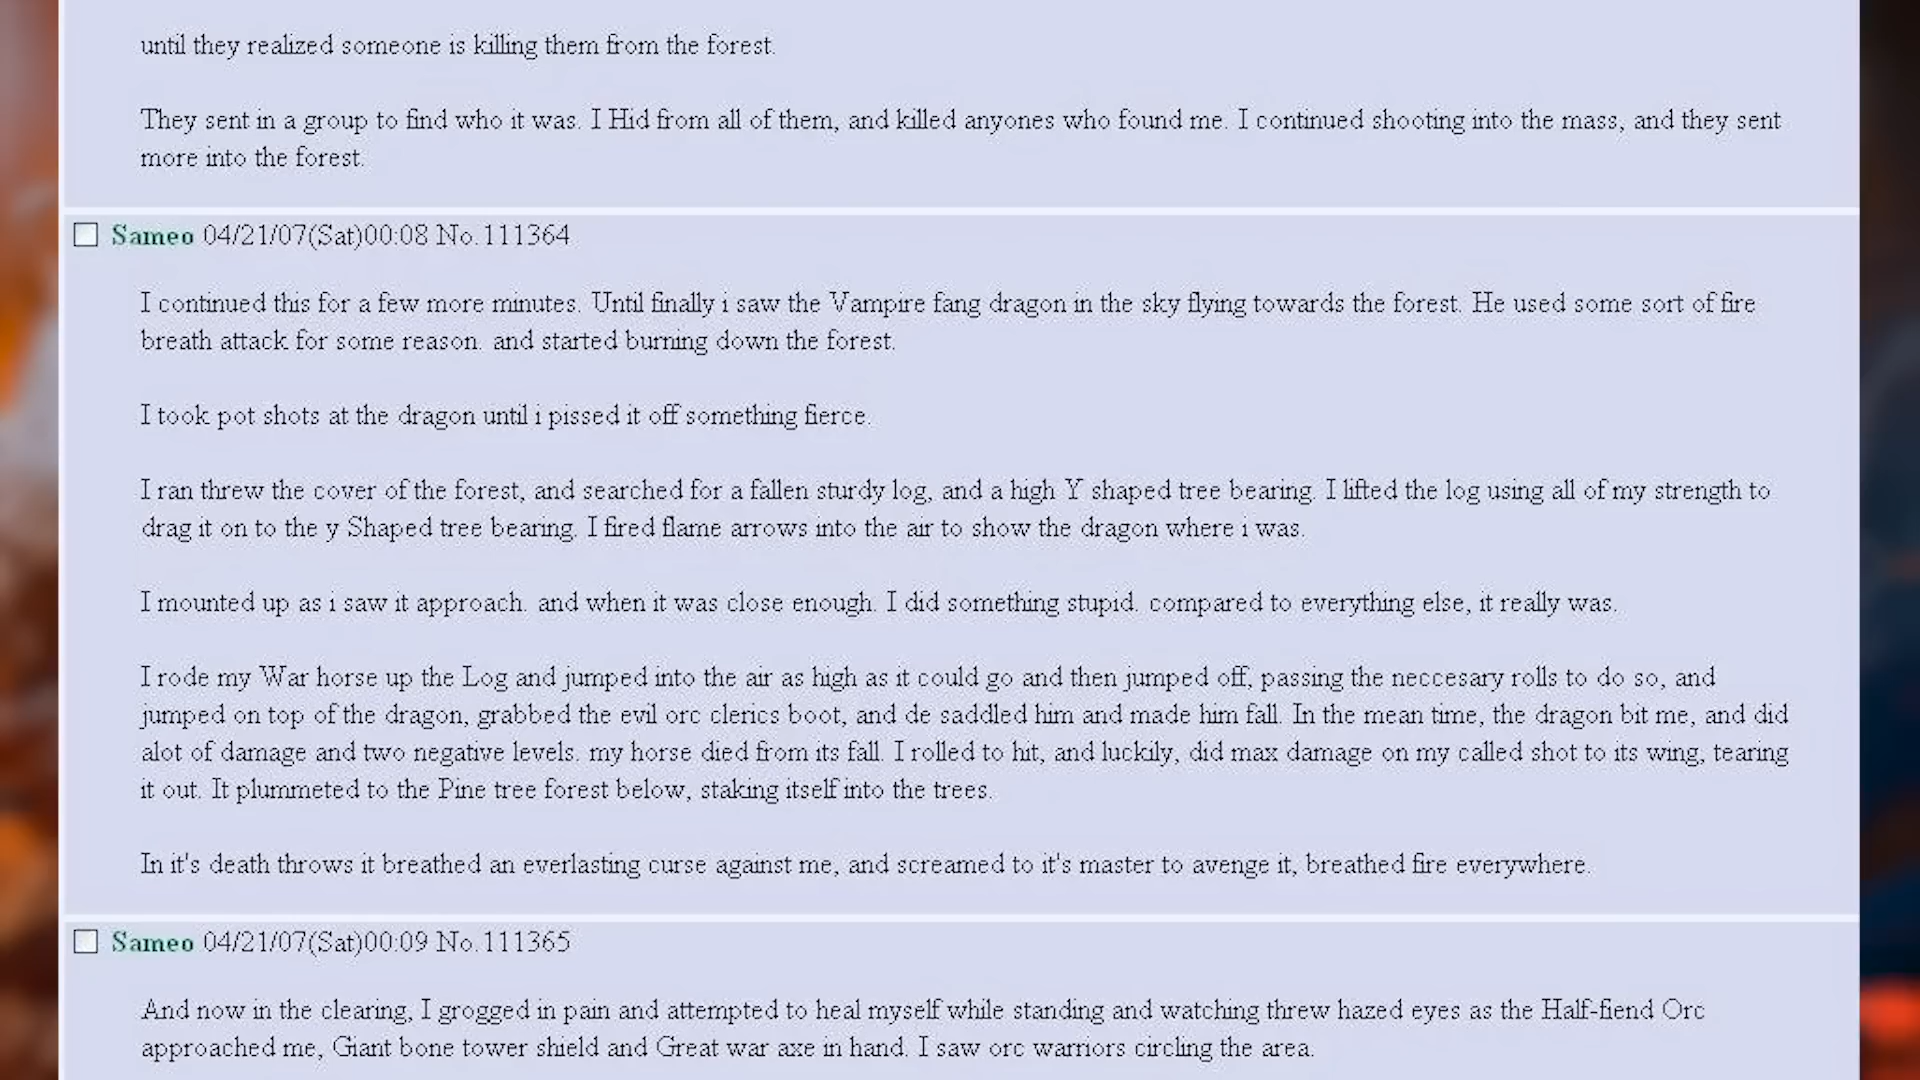 until they realized someone is killing them from the forest.
They sent in a group to find who it was. I Hid from all of them, and killed anyones who found me. I continued shooting into the mass, and they sent
more into the forest.
Sameo 04/21/07(Sat)00:08 No.111364
I continued this for a few more minutes. Until finally i saw the Vampire fang dragon in the sky flying towards the forest. He used some sort of fire
breath attack for some reason. and started burning down the forest.
I took pot shots at the dragon until i pissed it off something fierce.
I ran threw the cover of the forest, and searched for a fallen sturdy log, and a high Y shaped tree bearing. I lifted the log using all of my strength to
drag it on to the y Shaped tree bearing. I fired flame arrows into the air to show the dragon where i was.
I mounted up as i saw it approach. and when it was close enough. I did something stupid. compared to everything else, it really was.
I rode my War horse up the Log and jumped into the air as high as it could go and then jumped off, passing the neccesary rolls to do so, and
jumped on top of the dragon, grabbed the evil orc clerics boot, and de saddled him and made him fall. In the mean time, the dragon bit me, and did
alot of damage and two negative levels. my horse died from its fall. I rolled to hit, and luckily, did max damage on my called shot to its wing, tearing
it out. It plummeted to the Pine tree forest below, staking itself into the trees.
In it's death throws it breathed an everlasting curse against me, and screamed to it's master to avenge it, breathed fire everywhere.
Sameo 04/21/07(Sat)00:09 No.111365
And now in the clearing, I grogged in pain and attempted to heal myself while standing and watching threw hazed eyes as the Half-fiend Orc
approached me, Giant bone tower shield and Great war axe in hand. I saw orc warriors circling the area.